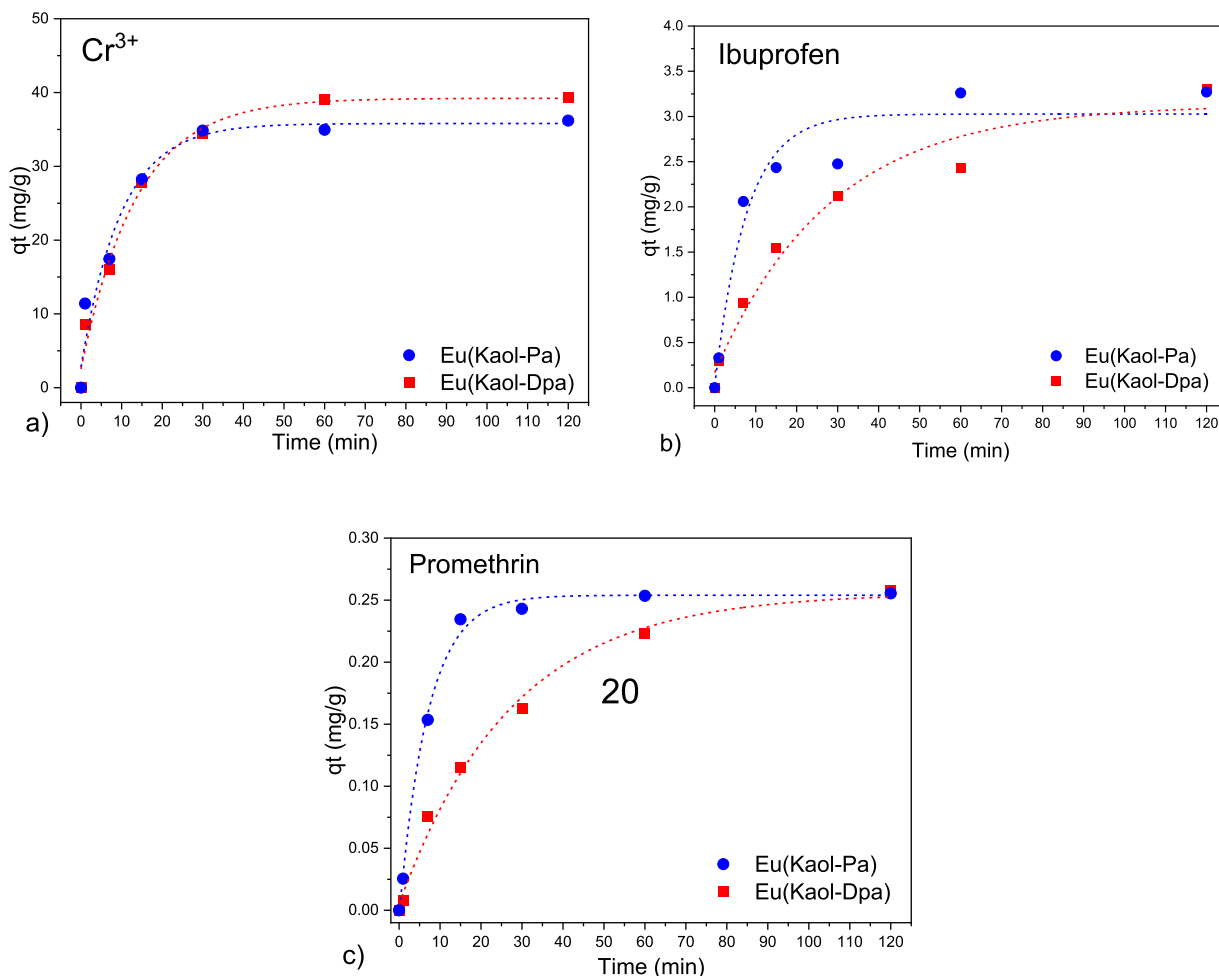 Cr3+
50
40
30
20
10
0
qt (mg/g)
0 10 20 30 40 50 60 70 80 90 100 110 120
Time (min)
Eu(Kaol-Pa)
Eu(Kaol-Dpa)
a)
Ibuprofen
4.0
3.5
3.0
2.5
2.0
1.5
1.0
0.5
0.0
qt (mg/g)
0 10 20 30 40 50 60 70 80 90 100 110 120
Time (min)
Eu(Kaol-Pa)
Eu(Kaol-Dpa)
b)
Promethrin
0.30
0.25
0.20
0.15
0.10
0.05
0.00
qt (mg/g)
20
0 10 20 30 40 50 60 70 80 90 100 110 120
Time (min)
Eu(Kaol-Pa)
Eu(Kaol-Dpa)
c)